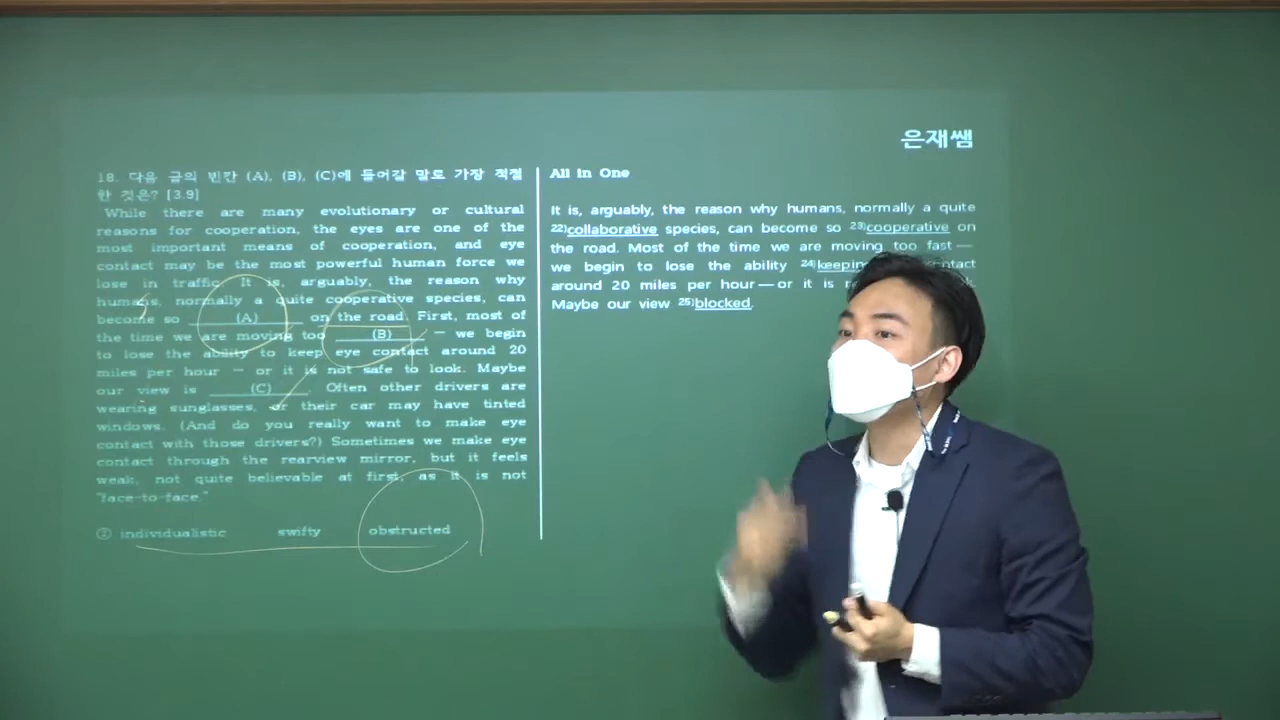 은재쌤
18. 다음 글의 빈칸 (A), (B), (C)에 들어갈 말로 가장 적절
한 것은? [3.9]
While there are many evolutionary or cultural
reasons for cooperation, the eyes are one of the
most important means of cooperation, and eye
contact may be the most powerful human force we
lose in traffic. It is, arguably, the reason why
humans, normally a quite cooperative species, can
become so (A) on the road. First, most of
the time we are moving too (B) - we begin
to lose the ability to keep eye contact around 20
miles per hour - or it is not safe to look. Maybe
our view is (C). Often other drivers are
wearing sunglasses, or their car may have tinted
windows. (And do you really want to make eye
contact with those drivers?) Sometimes we make eye
contact through the rearview mirror, but it feels
weak, not quite believable at first, as it is not
"face-to-face."
② individualistic swifty obstructed
All in One
It is, arguably, the reason why humans, normally a quite
22)collaborative species, can become so 23)cooperative on
the road. Most of the time we are moving too fast—
we begin to lose the ability 24)keeping
around 20 miles per hour—or it is
Maybe our view 25)blocked.